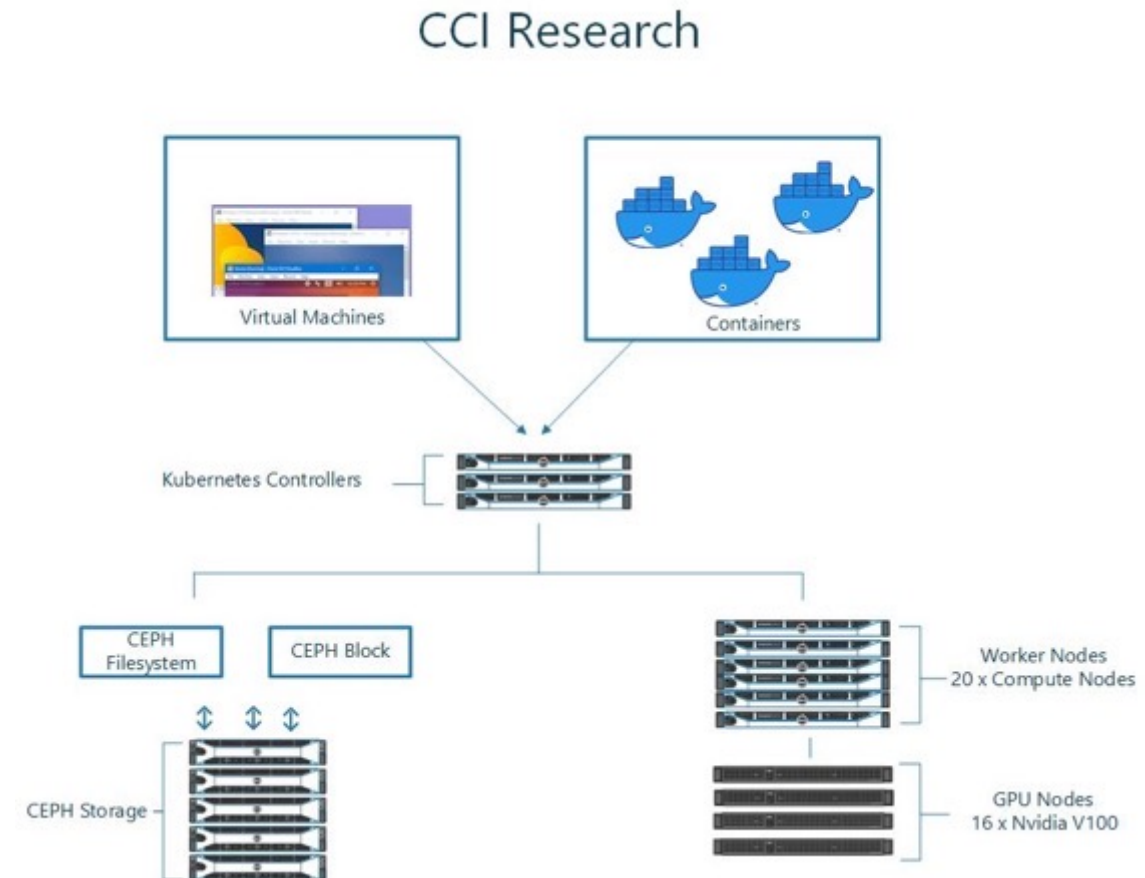 CCI Research
Virtual Machines
Containers
Kubernetes Controllers
CEPH
Filesystem
CEPH Block
Worker Nodes
20 x Compute Nodes
CEPH Storage
GPU Nodes
16 x Nvidia V100